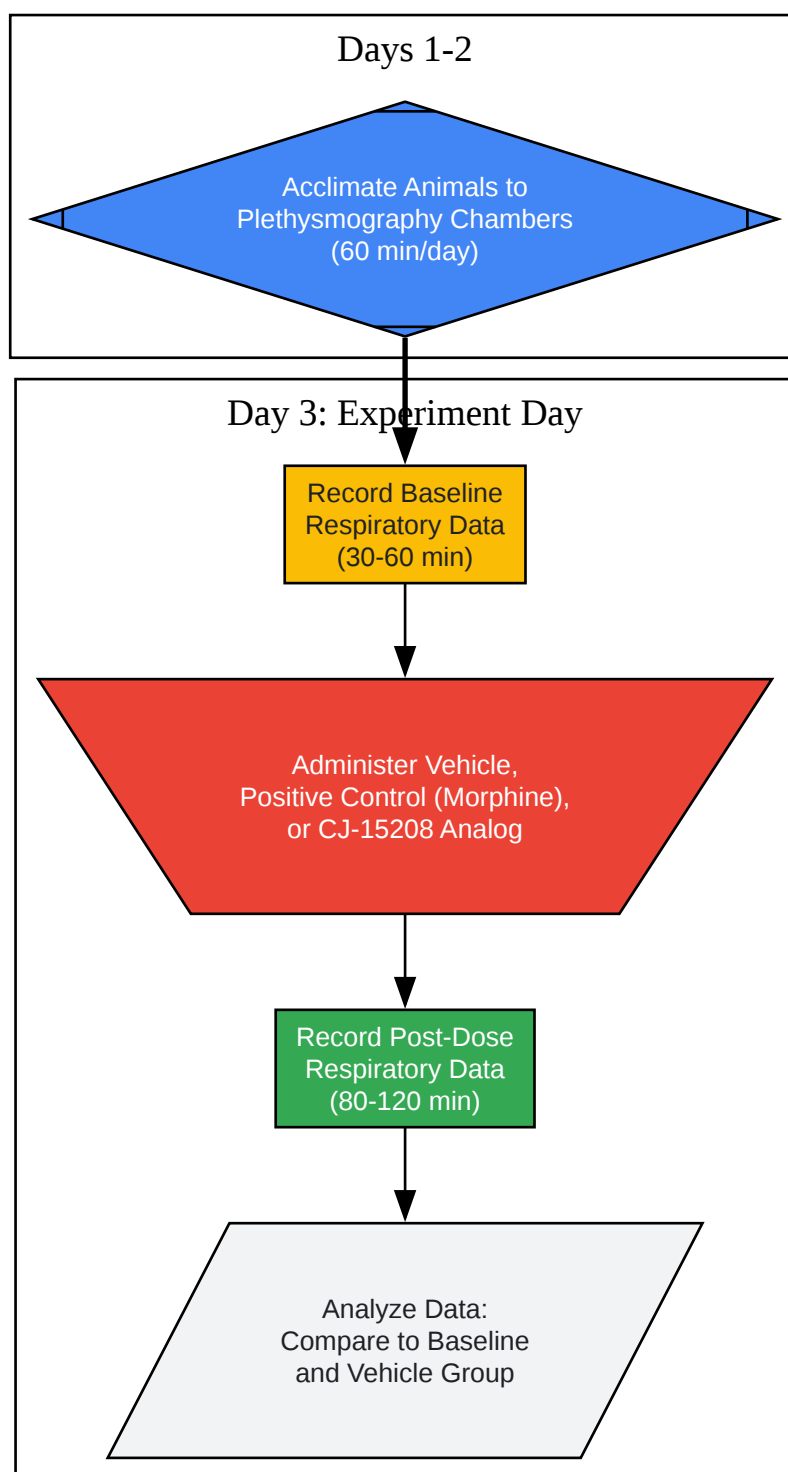 Days 1-2
Acclimate Animals to
Plethysmography Chambers
(60 min/day)
Day 3: Experiment Day
Record Baseline
Respiratory Data
(30-60 min)
Administer Vehicle,
Positive Control (Morphine),
or CJ-15208 Analog
Record Post-Dose
Respiratory Data
(80-120 min)
Analyze Data:
Compare to Baseline
and Vehicle Group